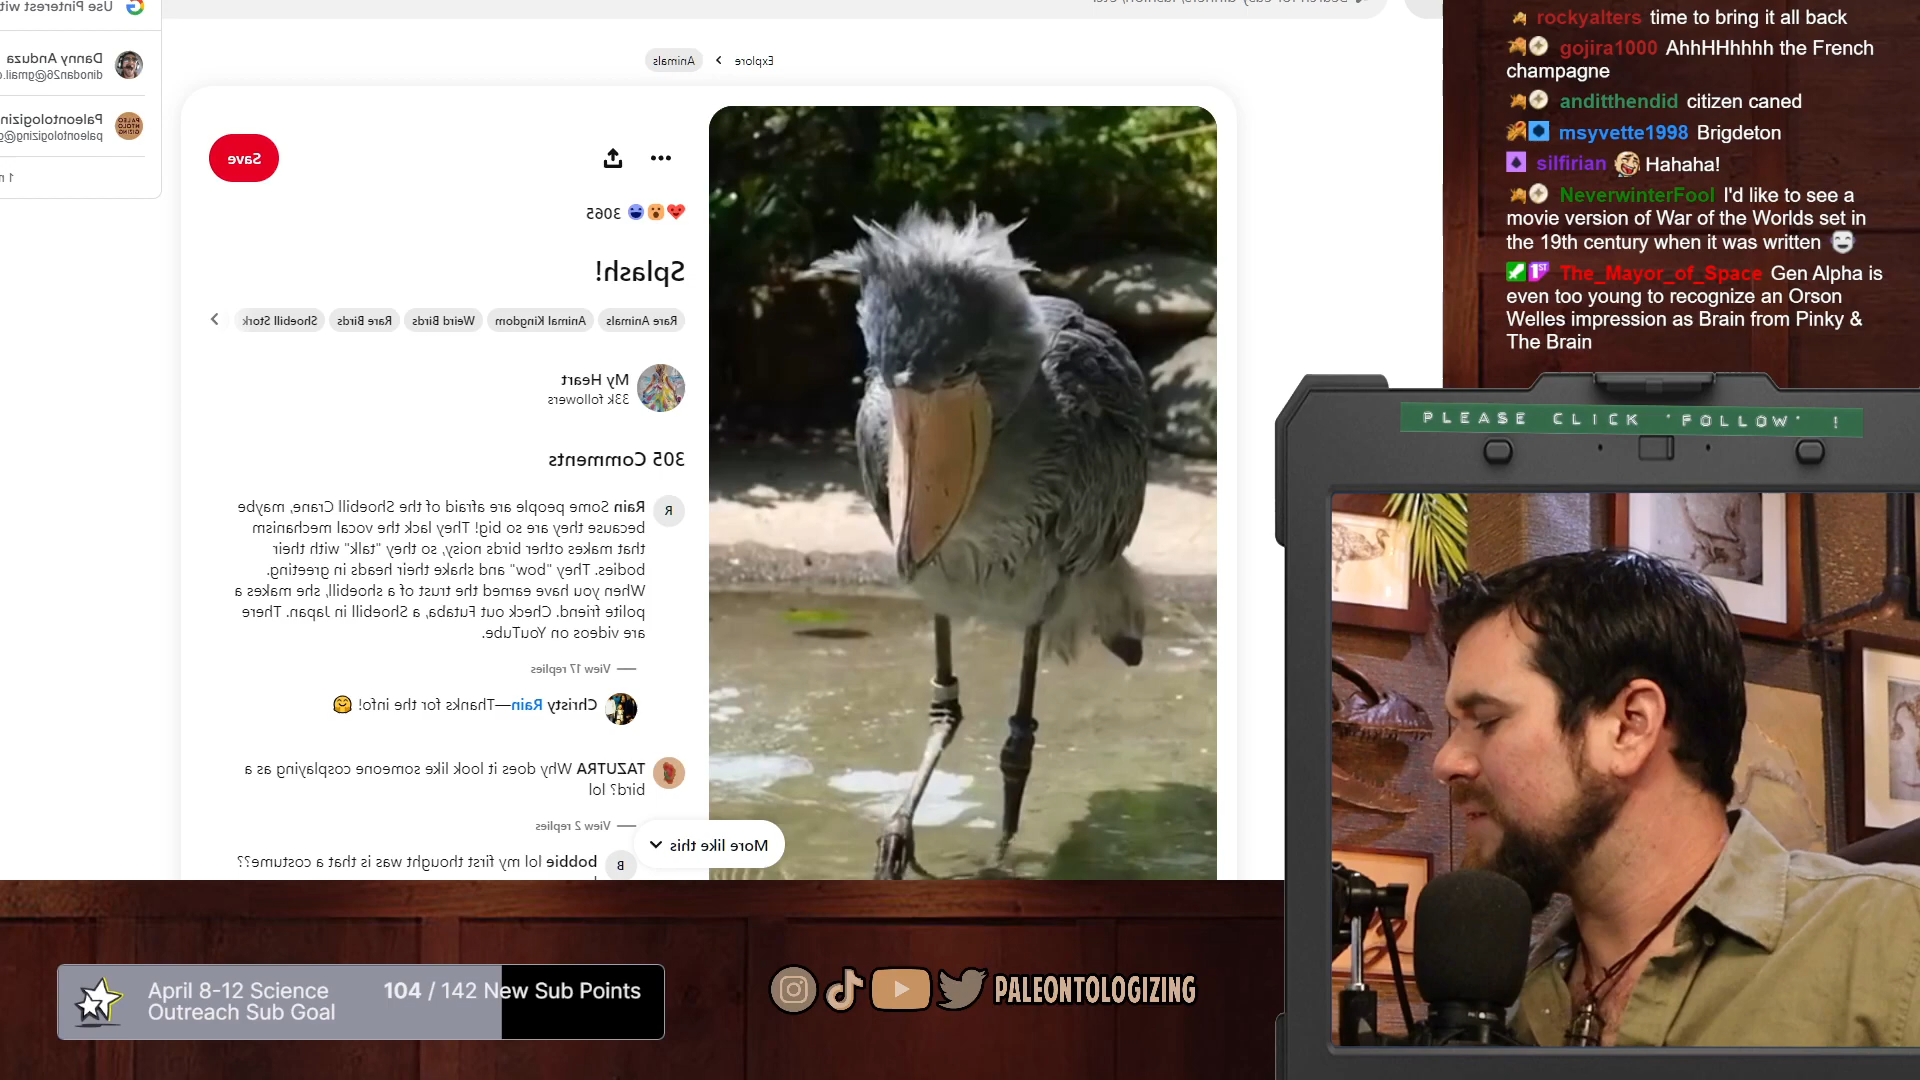 Use Pinterest wit
Danny Anduza
dinodan26@gmail.c
Paleontologizin
paleontologizing@g
Explore
Animals
Save
3065
Splash!
Rare Animals
Animal Kingdom
Weird Birds
Rare Birds
Shoebill Stork
My Heart
33k followers
305 Comments
R
Rain Some people are afraid of the Shoebill Crane, maybe
because they are so big! They lack the vocal mechanism
that makes other birds noisy, so they "talk" with their
bodies. They "bow" and shake their heads in greeting.
When you have earned the trust of a shoebill, she makes a
polite friend. Check out Futaba, a Shoebill in Japan. There
are videos on YouTube.
View 17 replies
Christy Rain—Thanks for the info!
TAZUTRA Why does it look like someone cosplaying as a
bird? lol
View 2 replies
B
bobbie lol my first thought was is that a costume??
More like this
rockyalters time to bring it all back
gojira1000 AhhHHhhhh the French
champagne
anditthendid citizen caned
msyvette1998 Brigdeton
silfirian Hahaha!
NeverwinterFool I'd like to see a
movie version of War of the Worlds set in
the 19th century when it was written
1ST The_Mayor_of_Space Gen Alpha is
even too young to recognize an Orson
Welles impression as Brain from Pinky &
The Brain
PLEASE CLICK "FOLLOW" !
April 8-12 Science
Outreach Sub Goal
104 / 142 New Sub Points
PALEONTOLOGIZING